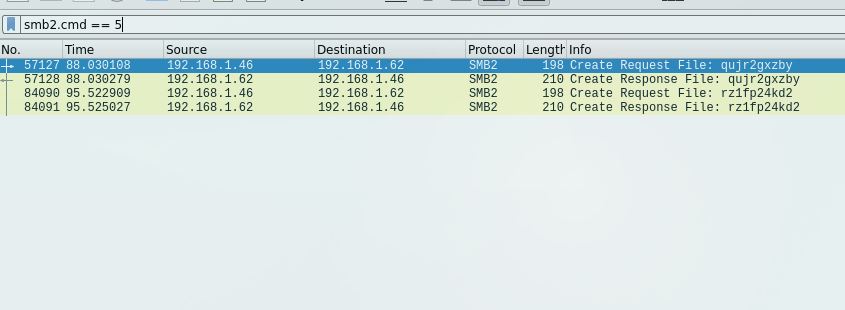 smb2.cmd == 5
No. Time Source Destination Protocol Length Info
57127 88.030108 192.168.1.46 192.168.1.62 SMB2 198 Create Request File: qujr2gxzby
57128 88.030279 192.168.1.62 192.168.1.46 SMB2 210 Create Response File: qujr2gxzby
84090 95.522909 192.168.1.46 192.168.1.62 SMB2 198 Create Request File: rz1fp24kd2
84091 95.525027 192.168.1.62 192.168.1.46 SMB2 210 Create Response File: rz1fp24kd2